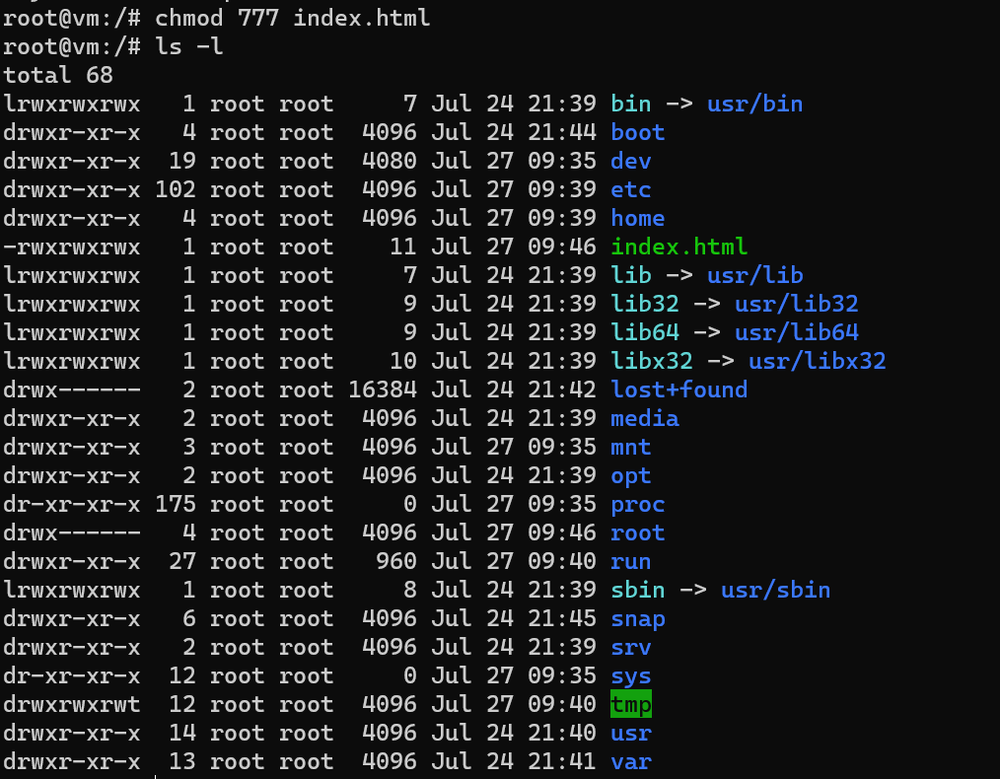 root@vm:/# chmod 777 index.html
root@vm:/# ls -l
total 68
lrwxrwxrwx   1 root root     7 Jul 24 21:39 bin -> usr/bin
drwxr-xr-x   4 root root  4096 Jul 24 21:44 boot
drwxr-xr-x  19 root root  4080 Jul 27 09:35 dev
drwxr-xr-x 102 root root  4096 Jul 27 09:39 etc
drwxr-xr-x   4 root root  4096 Jul 27 09:39 home
-rwxrwxrwx   1 root root    11 Jul 27 09:46 index.html
lrwxrwxrwx   1 root root     7 Jul 24 21:39 lib -> usr/lib
lrwxrwxrwx   1 root root     9 Jul 24 21:39 lib32 -> usr/lib32
lrwxrwxrwx   1 root root     9 Jul 24 21:39 lib64 -> usr/lib64
lrwxrwxrwx   1 root root    10 Jul 24 21:39 libx32 -> usr/libx32
drwx------   2 root root 16384 Jul 24 21:42 lost+found
drwxr-xr-x   2 root root  4096 Jul 24 21:39 media
drwxr-xr-x   3 root root  4096 Jul 27 09:35 mnt
drwxr-xr-x   2 root root  4096 Jul 24 21:39 opt
dr-xr-xr-x 175 root root     0 Jul 27 09:35 proc
drwx------   4 root root  4096 Jul 27 09:46 root
drwxr-xr-x  27 root root   960 Jul 27 09:40 run
lrwxrwxrwx   1 root root     8 Jul 24 21:39 sbin -> usr/sbin
drwxr-xr-x   6 root root  4096 Jul 24 21:45 snap
drwxr-xr-x   2 root root  4096 Jul 24 21:39 srv
dr-xr-xr-x  12 root root     0 Jul 27 09:35 sys
drwxrwxrwt  12 root root  4096 Jul 27 09:40 tmp
drwxr-xr-x  14 root root  4096 Jul 24 21:40 usr
drwxr-xr-x  13 root root  4096 Jul 24 21:41 var